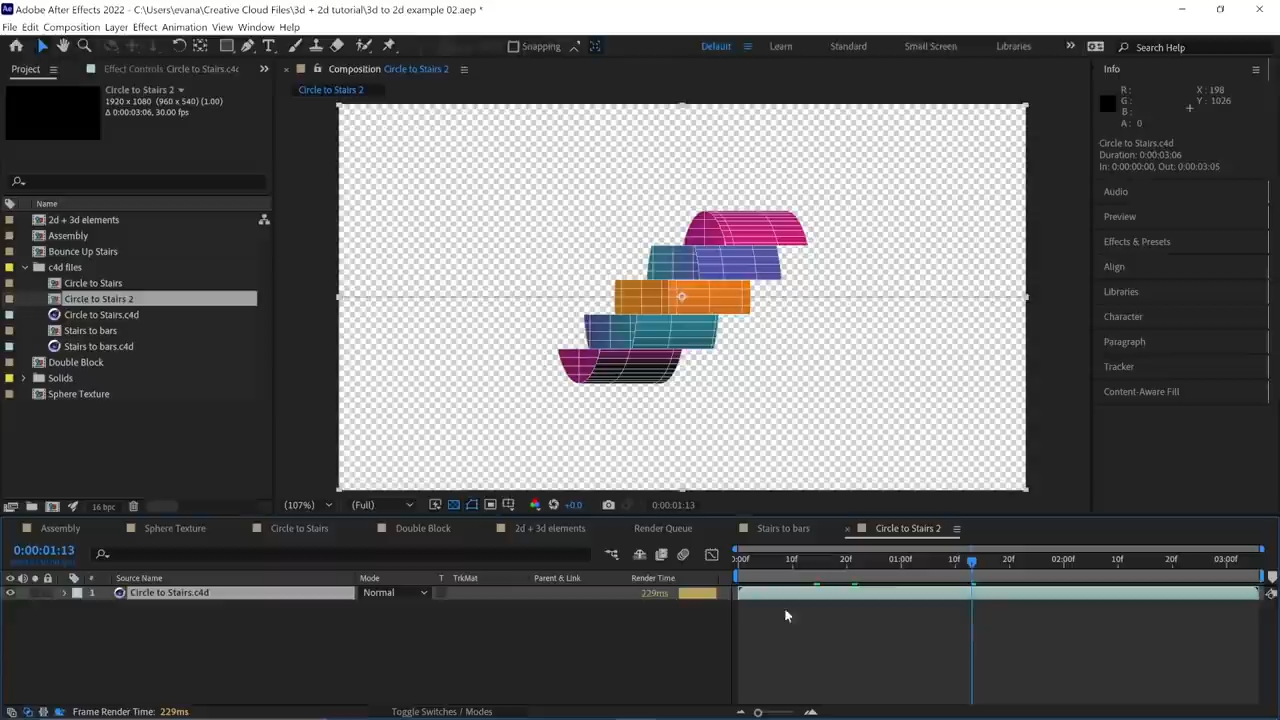 Adobe After Effects 2022 - C:\Users\evana\Creative Cloud Files\3d + 2d tutorial\3d to 2d example 02.aep *
File Edit Composition Layer Effect Animation View Window Help
Snapping
Default
Learn
Standard
Small Screen
Libraries
Search Help
Project
Effect Controls Circle to Stairs.c4d
Composition Circle to Stairs 2
Info
Circle to Stairs 2
1920 x 1080 (960 x 540) (1.00)
Δ 0:00:03:06, 30.00 fps
Circle to Stairs 2
R :
G :
B :
A : 0
X : 198
Y : 1026
Circle to Stairs.c4d
Duration: 0:00:03:06
In: 0:00:00:00, Out: 0:00:03:05
Name
2d + 3d elements
Assembly
Bounce Up Stairs
c4d files
Circle to Stairs
Circle to Stairs 2
Circle to Stairs.c4d
Stairs to bars
Stairs to bars.c4d
Double Block
Solids
Sphere Texture
Audio
Preview
Effects & Presets
Align
Libraries
Character
Paragraph
Tracker
Content-Aware Fill
16 bpc
(107%)
(Full)
+0.0
0:00:01:13
Assembly
Sphere Texture
Circle to Stairs
Double Block
2d + 3d elements
Render Queue
Stairs to bars
Circle to Stairs 2
0:00:01:13
:00f 10f 20f 01:00f 10f 20f 02:00f 10f 20f 03:00f
# Source Name Mode T TrkMat Parent & Link Render Time
1 Circle to Stairs.c4d Normal 229ms
Frame Render Time: 229ms
Toggle Switches / Modes